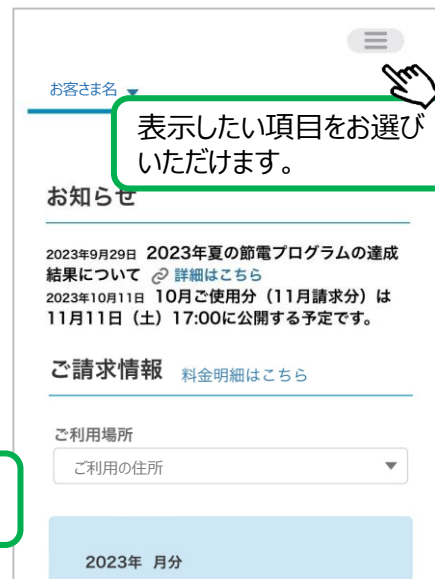 お客さま名
表示したい項目をお選び
いただけます。
お知らせ
2023年9月29日 2023年夏の節電プログラムの達成
結果について 詳細はこちら
2023年10月11日 10月ご使用分（11月請求分）は
11月11日（土）17:00に公開する予定です。
ご請求情報 料金明細はこちら
ご利用場所
ご利用の住所
2023年 月分